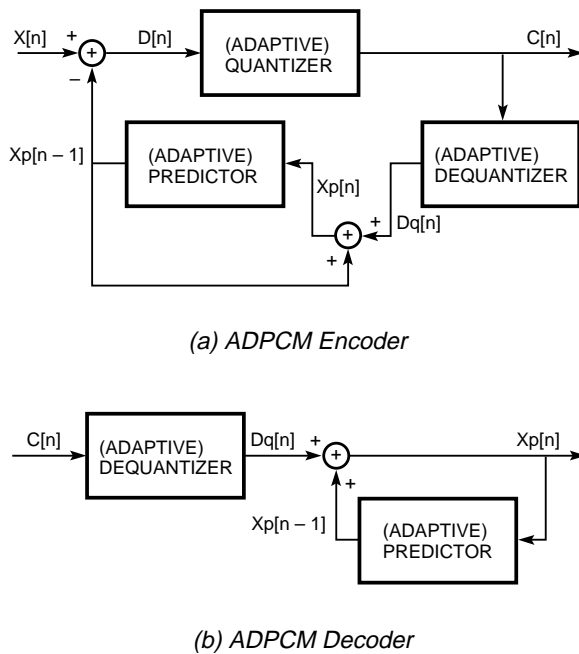 X[n]
+
+
–
D[n]
(ADAPTIVE)
QUANTIZER
C[n]
Xp[n – 1]
(ADAPTIVE)
PREDICTOR
Xp[n]
(ADAPTIVE)
DEQUANTIZER
+
Dq[n]
+
+
(a) ADPCM Encoder
C[n]
(ADAPTIVE)
DEQUANTIZER
Dq[n]
+
+
Xp[n]
+
Xp[n – 1]
(ADAPTIVE)
PREDICTOR
(b) ADPCM Decoder